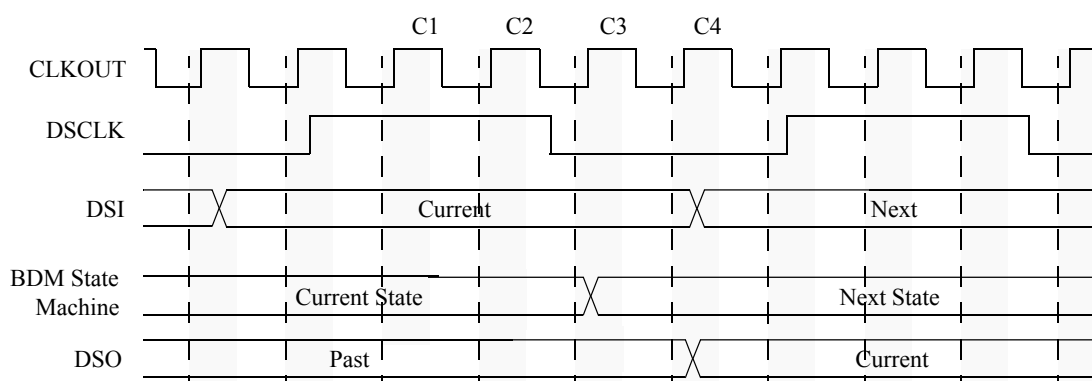 C1 C2 C3 C4
CLKOUT
DSCLK
DSI Current Next
BDM State
Machine Current State Next State
DSO Past Current